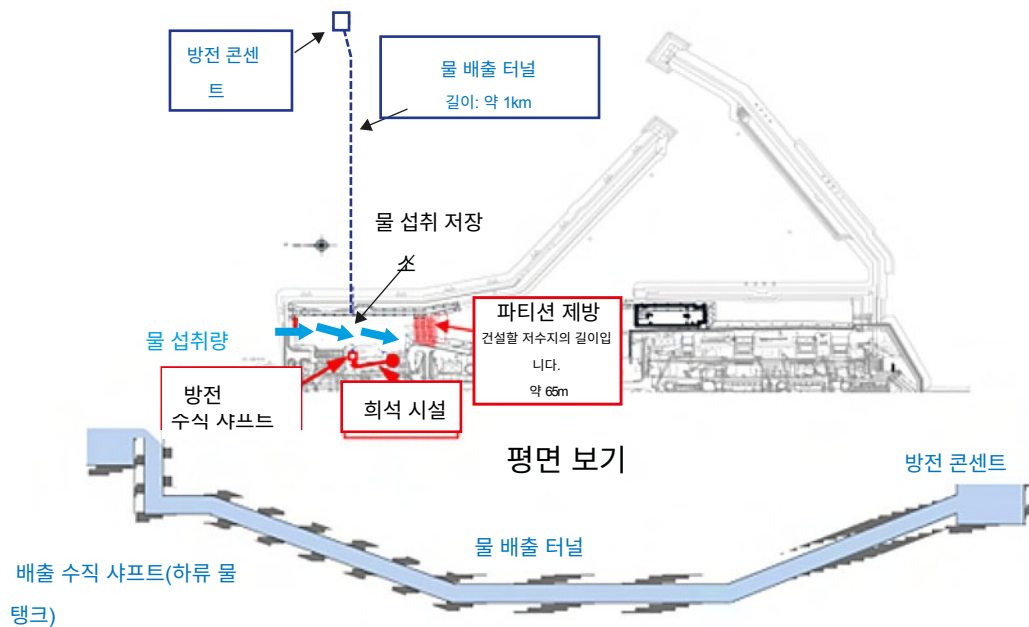 방전 콘센
트
물 배출 터널
길이: 약 1km
물 섭취 저장
소
물 섭취량
파티션 제방
건설할 저수지의 길이입
니다.
약 65m
방전
수직 샤프트
희석 시설
평면 보기
방전 콘센트
물 배출 터널
배출 수직 샤프트(하류 물
탱크)